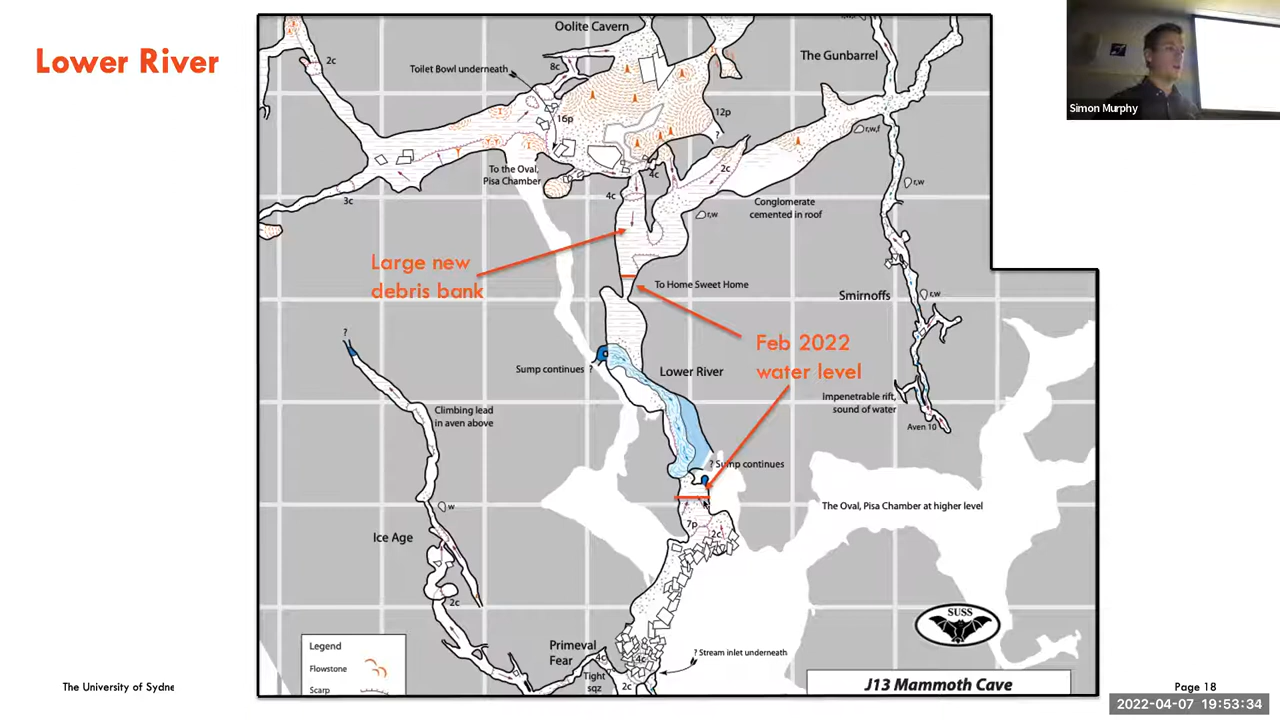 Lower River
Simon Murphy
Oolite Cavern
The Gunbarrel
2c
Toilet Bowl underneath
8c
16p
12p
?
r,w,f
To the Oval,
Pisa Chamber
4c
4c
2c
r,w
3c
Conglomerate
cemented in roof
r,w
Large new
debris bank
To Home Sweet Home
Smirnoffs
r,w
?
Feb 2022
water level
Sump continues ?
Lower River
Impenetrable rift,
sound of water
Climbing lead
in aven above
Aven 10
? Sump continues
w
The Oval, Pisa Chamber at higher level
7p
2c
Ice Age
2c
SUSS
Legend
Flowstone
Scarp
Primeval
Fear
4c
4c
? Stream inlet underneath
Tight
sqz
2c
J13 Mammoth Cave
The University of Sydne
Page 18
2022-04-07 19:53:34